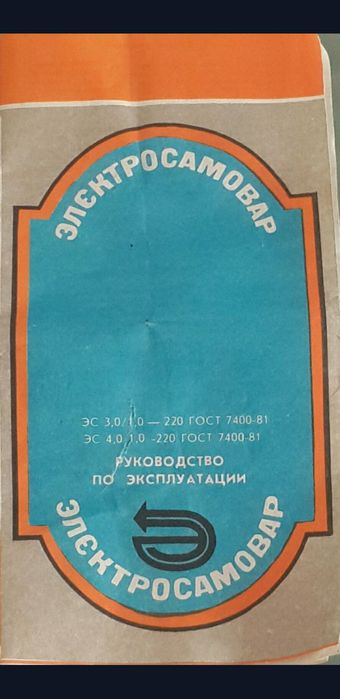 ЭЛЕКТРОСАМОВАР
ЭС 3,0/1,0 — 220 ГОСТ 7400-81
ЭС 4,0 1,0 -220 ГОСТ 7400-81
РУКОВОДСТВО
ПО ЭКСПЛУАТАЦИИ
ЭЛЕКТРОСАМОВАР